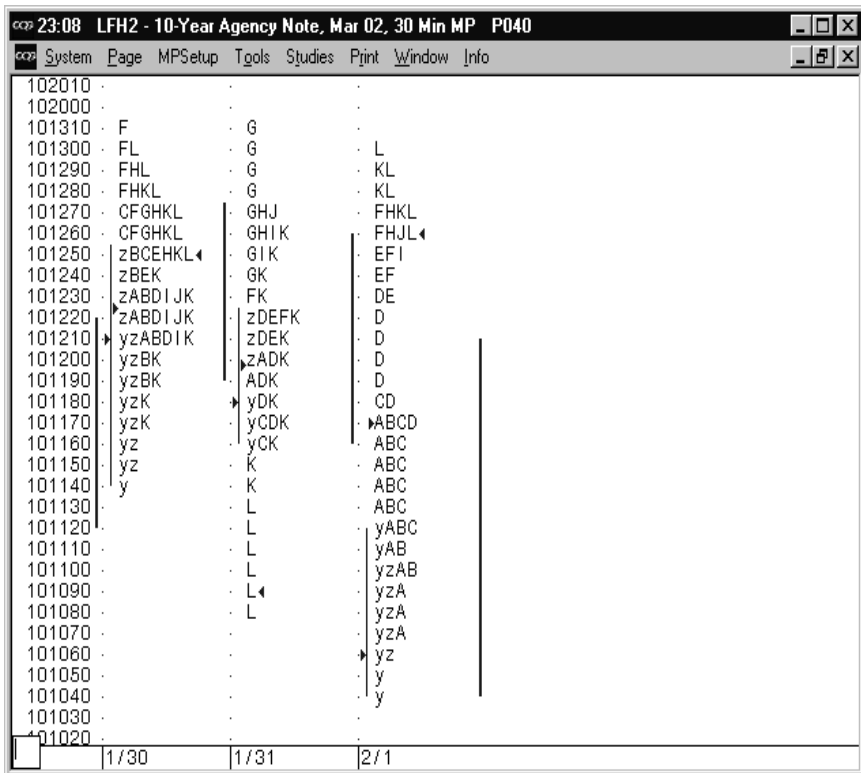 CQG 23:08 LFH2 - 10-Year Agency Note, Mar 02, 30 Min MP P040
CQG System Page MPSetup Tools Studies Print Window Info
102010
102000
101310 F G
101300 FL G L
101290 FHL G KL
101280 FHKL G KL
101270 CFGHKL GHJ FHKL
101260 CFGHKL GHIK FHJL
101250 zBCEHKL GIK EFI
101240 zBEK GK EF
101230 zABDIJK FK DE
101220 zABDIJK zDEFK D
101210 yzABDIK zDEK D
101200 yzBK zADK D
101190 yzBK ADK D
101180 yzK yDK CD
101170 yzK yCDK ABCD
101160 yz yCK ABC
101150 yz K ABC
101140 y K ABC
101130 L ABC
101120 L yABC
101110 L yAB
101100 L yzAB
101090 L yzA
101080 L yzA
101070 yzA
101060 yz
101050 y
101040 y
101030
101020
1/30 1/31 2/1